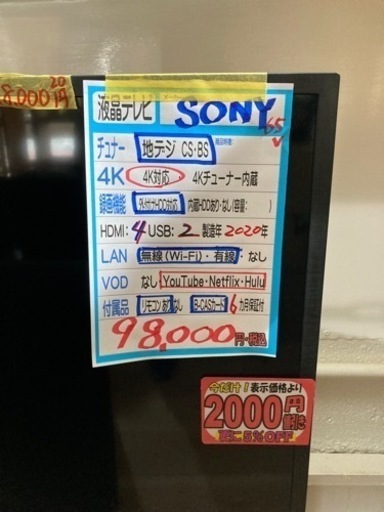 20
8,000円
液晶テレビ SONY
65
チューナー 地デジ CS・BS
4K 4K対応 4Kチューナー内蔵
録画機能 外付けHDD対応 内蔵HDDあり・なし(容量: )
HDMI: 4 USB: 2 製造年 2020年
LAN 無線(Wi-Fi)・有線・なし
VOD なし YouTube・Netflix・Hulu
付属品 リモコン あり なし B-CASカード 6カ月保証付
98,000円・税込
今だけ!表示価格より
2000円値引き
更に5%OFF